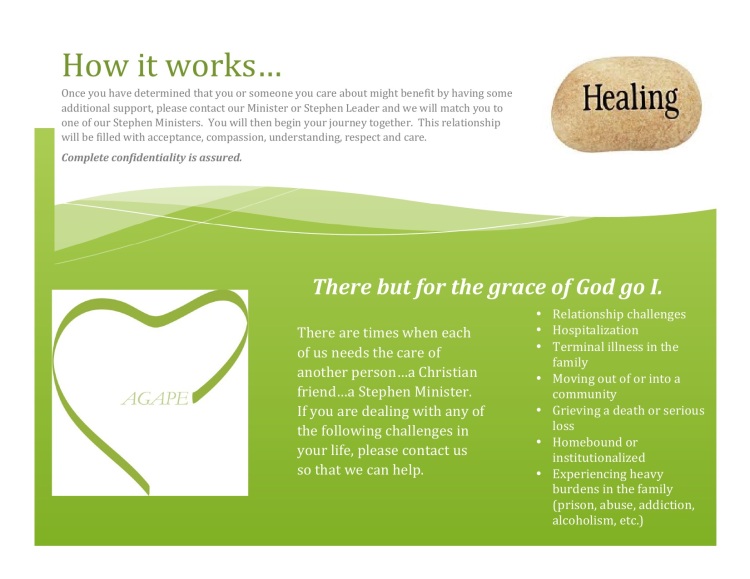 How it works…
Once you have determined that you or someone you care about might benefit by having some
additional support, please contact our Minister or Stephen Leader and we will match you to
one of our Stephen Ministers.  You will then begin your journey together.  This relationship
will be filled with acceptance, compassion, understanding, respect and care.
Complete confidentiality is assured.
Healing
There but for the grace of God go I.
AGAPE
There are times when each
of us needs the care of
another person…a Christian
friend…a Stephen Minister.
If you are dealing with any of
the following challenges in
your life, please contact us
so that we can help.
• Relationship challenges
• Hospitalization
• Terminal illness in the
family
• Moving out of or into a
community
• Grieving a death or serious
loss
• Homebound or
institutionalized
• Experiencing heavy
burdens in the family
(prison, abuse, addiction,
alcoholism, etc.)